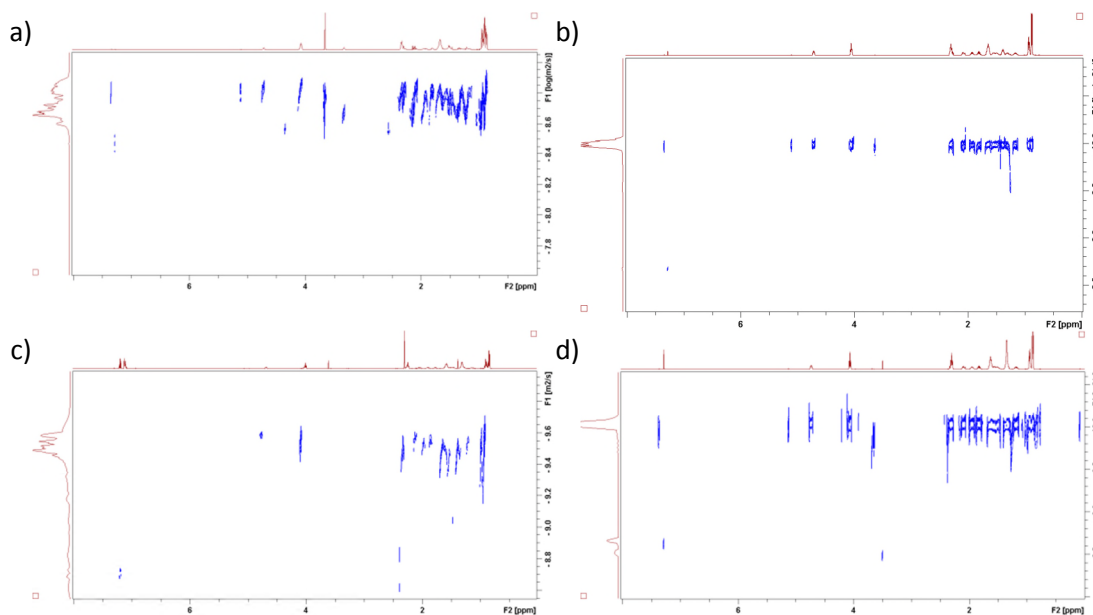 a)
F1 [log(m2/s)]
- 8.6
- 8.4
- 8.2
- 8.0
- 7.8
6 4 2 F2 [ppm]
b)
6 4 2 F2 [ppm]
c)
F1 [m2/s]
- 9.6
- 9.4
- 9.2
- 9.0
- 8.8
6 4 2 F2 [ppm]
d)
6 4 2 F2 [ppm]